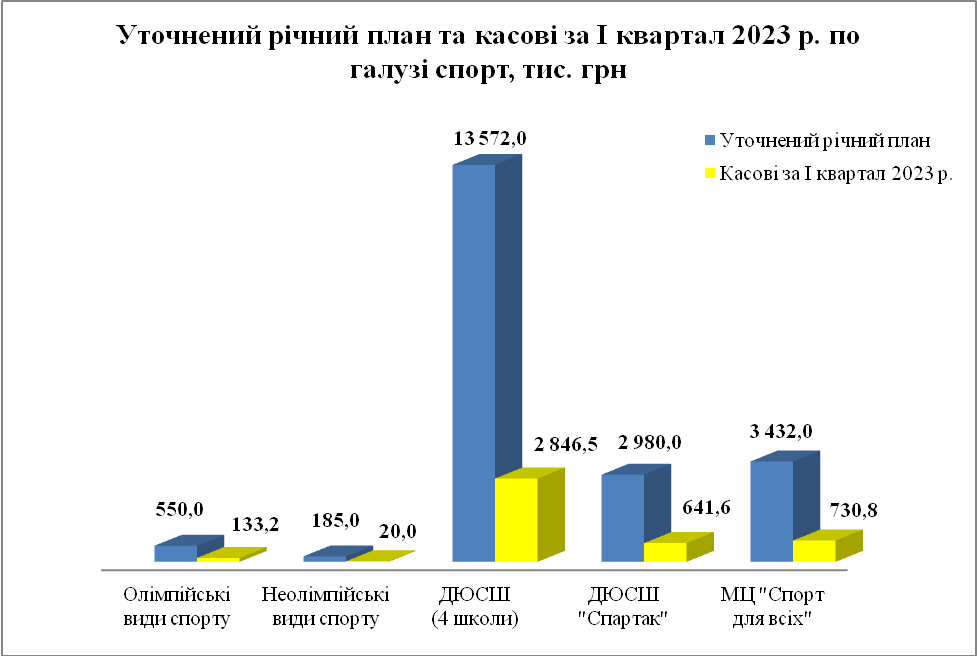 Уточнений річний план та касові за І квартал 2023 р. по
галузі спорт, тис. грн
Уточнений річний план
Касові за І квартал 2023 р.
13 572,0
2 846,5
2 980,0
3 432,0
550,0
133,2
185,0
20,0
641,6
730,8
Олімпійські
види спорту
Неолімпійські
види спорту
ДЮСШ
(4 школи)
ДЮСШ
"Спартак"
МЦ "Спорт
для всіх"